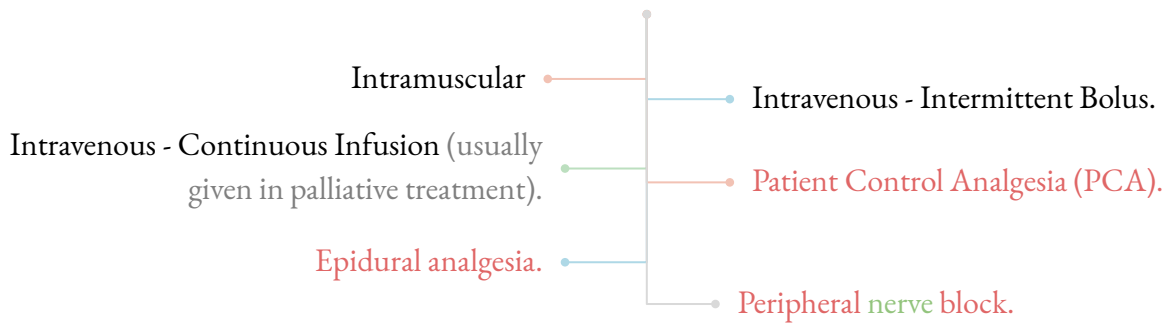 Intramuscular
Intravenous - Intermittent Bolus.
Intravenous - Continuous Infusion (usually
given in palliative treatment).
Patient Control Analgesia (PCA).
Epidural analgesia.
Peripheral nerve block.